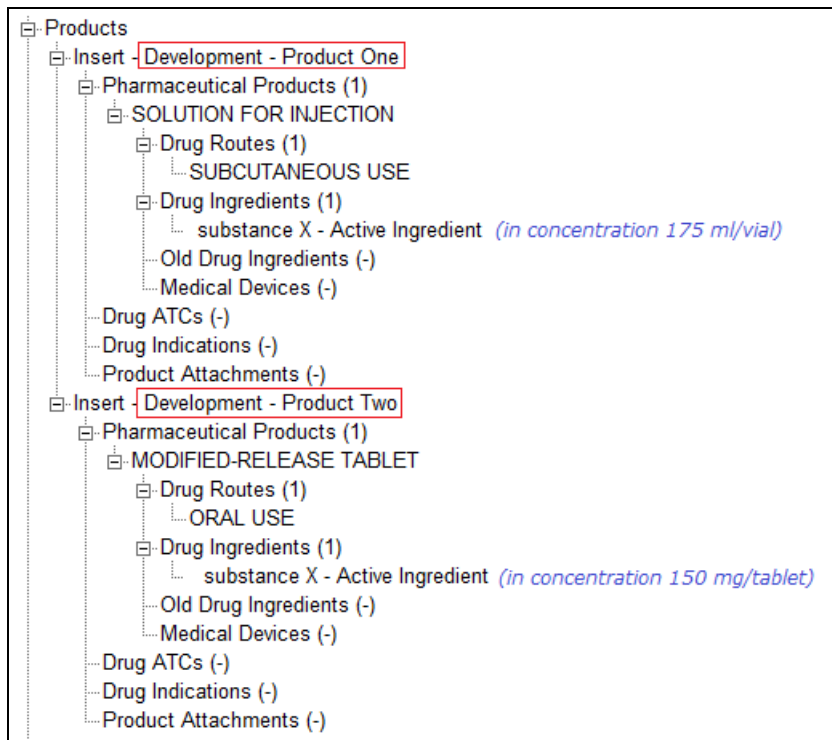 Products
Insert - Development - Product One
Pharmaceutical Products (1)
SOLUTION FOR INJECTION
Drug Routes (1)
SUBCUTANEOUS USE
Drug Ingredients (1)
substance X - Active Ingredient (in concentration 175 ml/vial)
Old Drug Ingredients (-)
Medical Devices (-)
Drug ATCs (-)
Drug Indications (-)
Product Attachments (-)
Insert - Development - Product Two
Pharmaceutical Products (1)
MODIFIED-RELEASE TABLET
Drug Routes (1)
ORAL USE
Drug Ingredients (1)
substance X - Active Ingredient (in concentration 150 mg/tablet)
Old Drug Ingredients (-)
Medical Devices (-)
Drug ATCs (-)
Drug Indications (-)
Product Attachments (-)